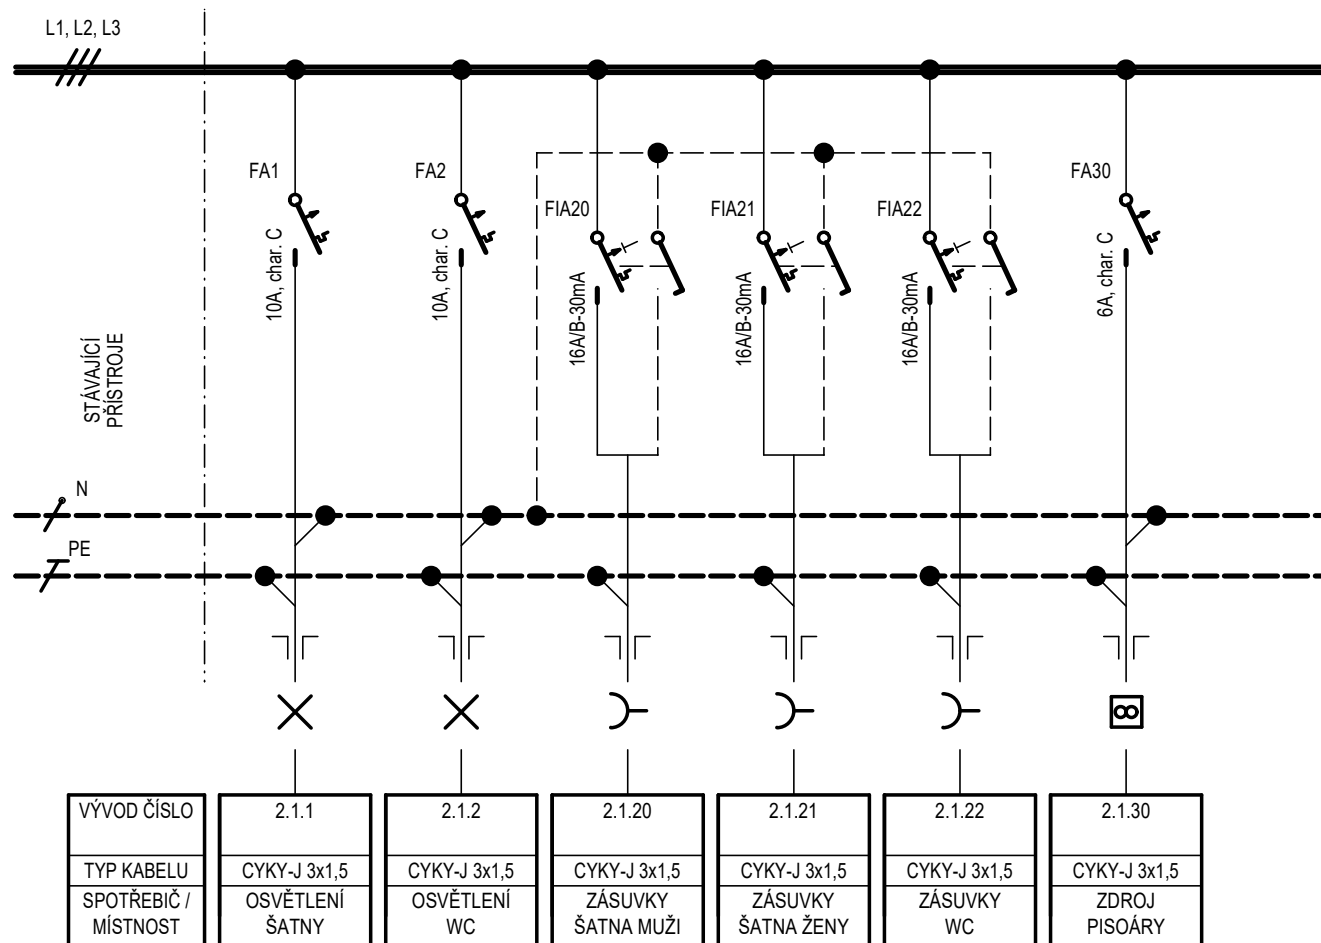 L1, L2, L3
FA1
10A, char. C
FA2
10A, char. C
FIA20
16A/B-30mA
FIA21
16A/B-30mA
FIA22
16A/B-30mA
FA30
6A, char. C
STÁVAJÍCÍ
PŘÍSTROJE
N
PE
VÝVOD ČÍSLO
2.1.1
2.1.2
2.1.20
2.1.21
2.1.22
2.1.30
TYP KABELU
CYKY-J 3x1,5
CYKY-J 3x1,5
CYKY-J 3x1,5
CYKY-J 3x1,5
CYKY-J 3x1,5
CYKY-J 3x1,5
SPOTŘEBIČ /
MÍSTNOST
OSVĚTLENÍ
ŠATNY
OSVĚTLENÍ
WC
ZÁSUVKY
ŠATNA MUŽI
ZÁSUVKY
ŠATNA ŽENY
ZÁSUVKY
WC
ZDROJ
PISOÁRY